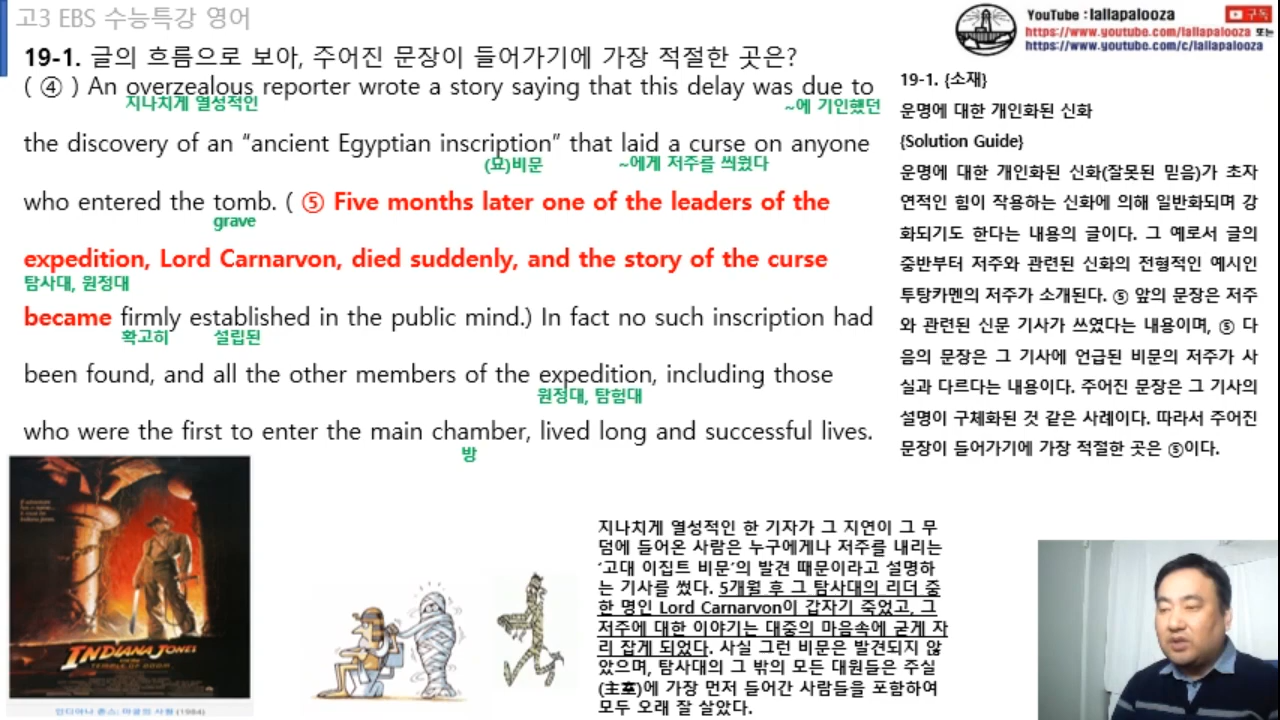 고3 EBS 수능특강 영어
YouTube : lallapalooza
구독
https://www.youtube.com/lallapalooza 또는
https://www.youtube.com/c/lallapalooza
19-1. 글의 흐름으로 보아, 주어진 문장이 들어가기에 가장 적절한 곳은?
( ④ ) An overzealous reporter wrote a story saying that this delay was due to
지나치게 열성적인
~에 기인했던
the discovery of an “ancient Egyptian inscription” that laid a curse on anyone
(묘)비문
~에게 저주를 씌웠다
who entered the tomb. ( ⑤ Five months later one of the leaders of the
grave
expedition, Lord Carnarvon, died suddenly, and the story of the curse
탐사대, 원정대
became firmly established in the public mind.) In fact no such inscription had
확고히
설립된
been found, and all the other members of the expedition, including those
원정대, 탐험대
who were the first to enter the main chamber, lived long and successful lives.
방
19-1. {소재}
운명에 대한 개인화된 신화
{Solution Guide}
운명에 대한 개인화된 신화(잘못된 믿음)가 초자
연적인 힘이 작용하는 신화에 의해 일반화되며 강
화되기도 한다는 내용의 글이다. 그 예로서 글의
중반부터 저주와 관련된 신화의 전형적인 예시인
투탕카멘의 저주가 소개된다. ⑤ 앞의 문장은 저주
와 관련된 신문 기사가 쓰였다는 내용이며, ⑤ 다
음의 문장은 그 기사에 언급된 비문의 저주가 사
실과 다르다는 내용이다. 주어진 문장은 그 기사의
설명이 구체화된 것 같은 사례이다. 따라서 주어진
문장이 들어가기에 가장 적절한 곳은 ⑤이다.
INDIANA JONES
TEMPLE OF DOOM
인디아나 존스: 마궁의 사원 (1984)
지나치게 열성적인 한 기자가 그 지연이 그 무
덤에 들어온 사람은 누구에게나 저주를 내리는
‘고대 이집트 비문’의 발견 때문이라고 설명하
는 기사를 썼다. 5개월 후 그 탐사대의 리더 중
한 명인 Lord Carnarvon이 갑자기 죽었고, 그
저주에 대한 이야기는 대중의 마음속에 굳게 자
리 잡게 되었다. 사실 그런 비문은 발견되지 않
았으며, 탐사대의 그 밖의 모든 대원들은 주실
(主室)에 가장 먼저 들어간 사람들을 포함하여
모두 오래 잘 살았다.